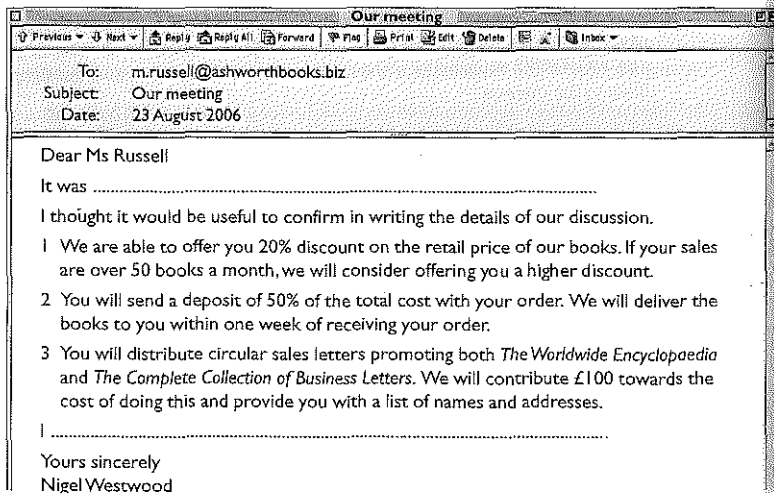 Our meeting
Previous Next Reply Reply All Forward Flag Print Edit Delete Inbox
To: m.russell@ashworthbooks.biz
Subject: Our meeting
Date: 23 August 2006
Dear Ms Russell
It was ........................................................................
I thought it would be useful to confirm in writing the details of our discussion.
1 We are able to offer you 20% discount on the retail price of our books. If your sales
are over 50 books a month, we will consider offering you a higher discount.
2 You will send a deposit of 50% of the total cost with your order. We will deliver the
books to you within one week of receiving your order.
3 You will distribute circular sales letters promoting both The Worldwide Encyclopaedia
and The Complete Collection of Business Letters. We will contribute £100 towards the
cost of doing this and provide you with a list of names and addresses.
I ........................................................................
Yours sincerely
Nigel Westwood